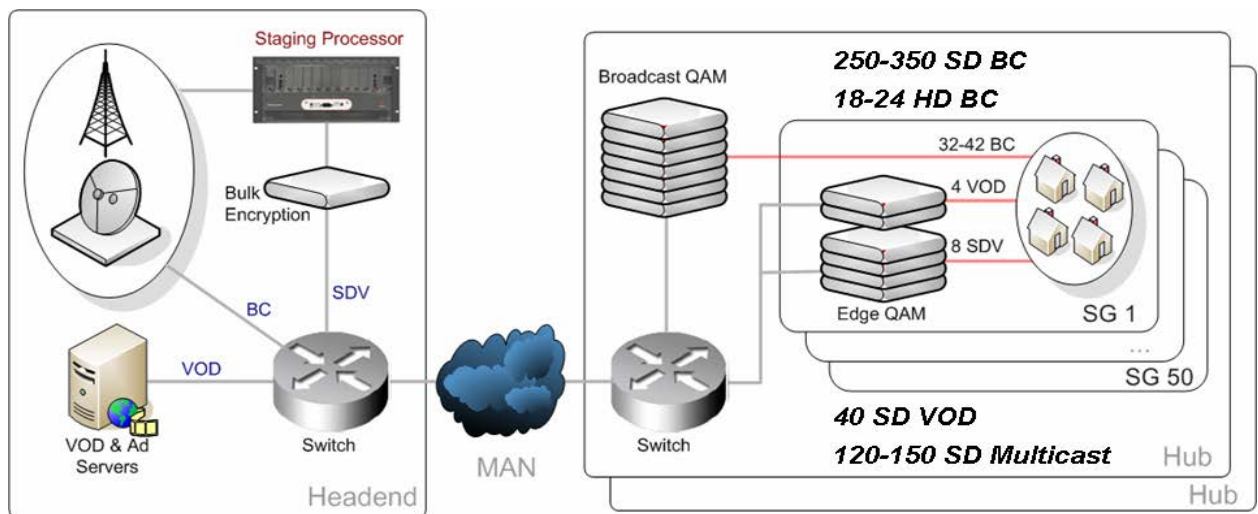 Staging Processor
Bulk
Encryption
BC
SDV
VOD
VOD & Ad
Servers
Switch
Headend
MAN
Broadcast QAM
250-350 SD BC
18-24 HD BC
32-42 BC
4 VOD
8 SDV
Edge QAM
SG 1
...
SG 50
Switch
40 SD VOD
120-150 SD Multicast
Hub
Hub